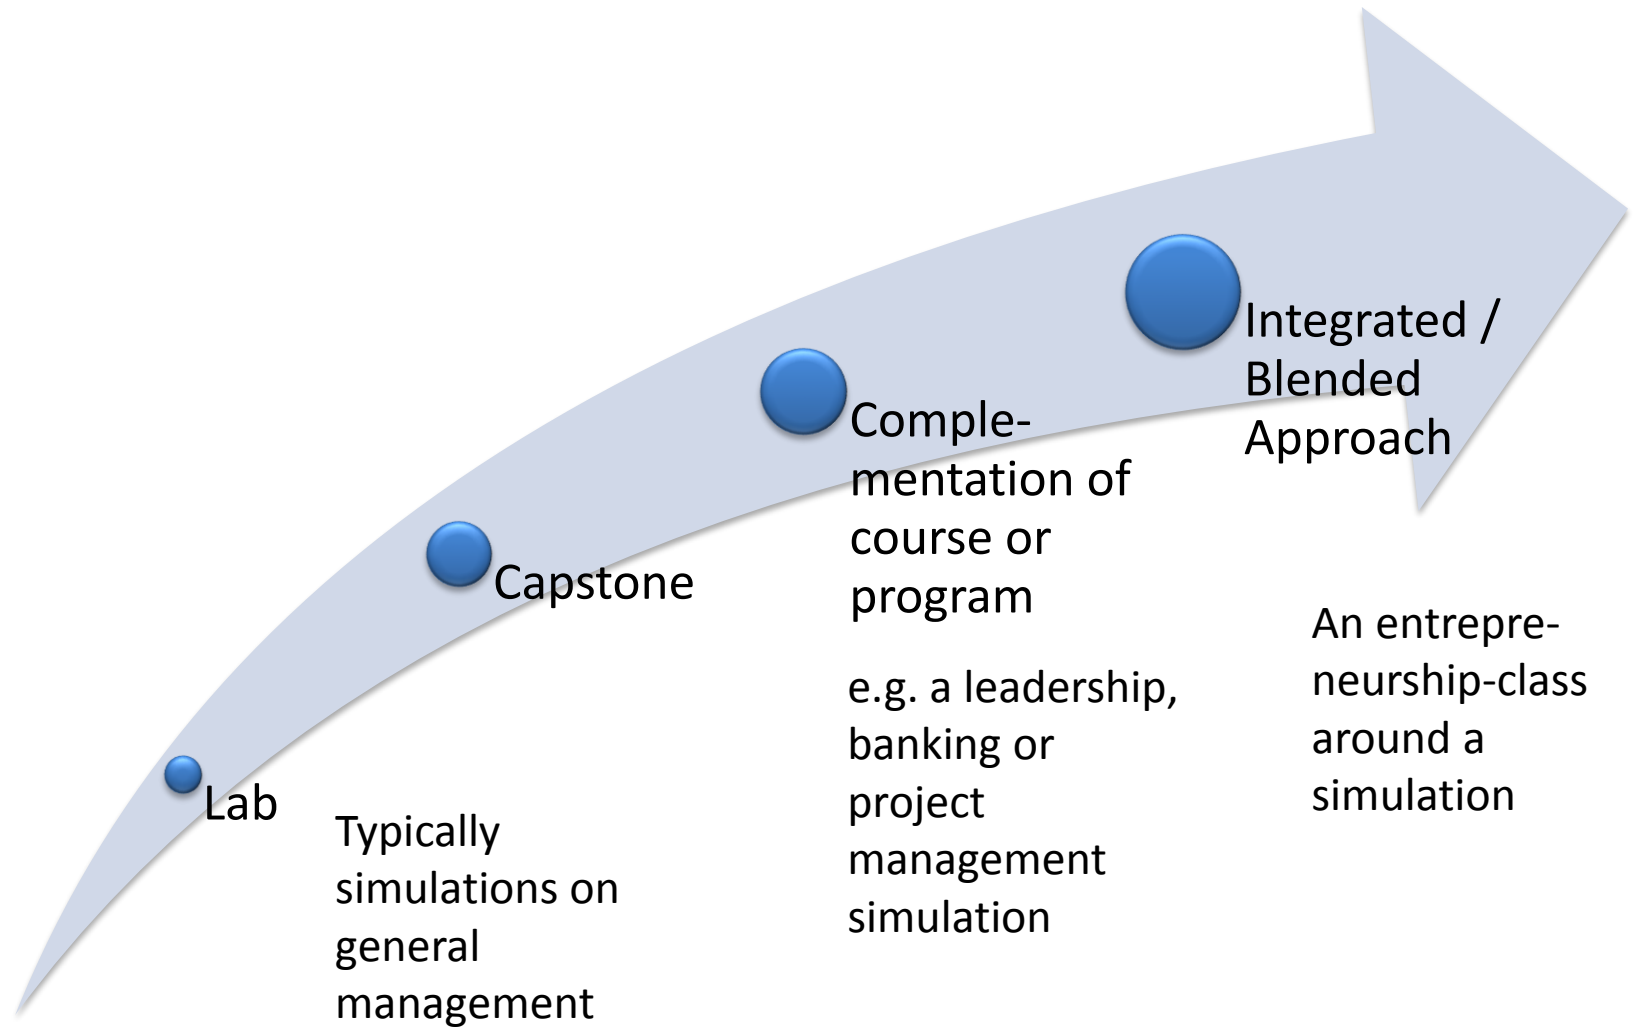 Lab
Typically
simulations on
general
management
Capstone
Comple-
mentation of
course or
program
e.g. a leadership,
banking or
project
management
simulation
Integrated /
Blended
Approach
An entrepre-
neurship-class
around a
simulation